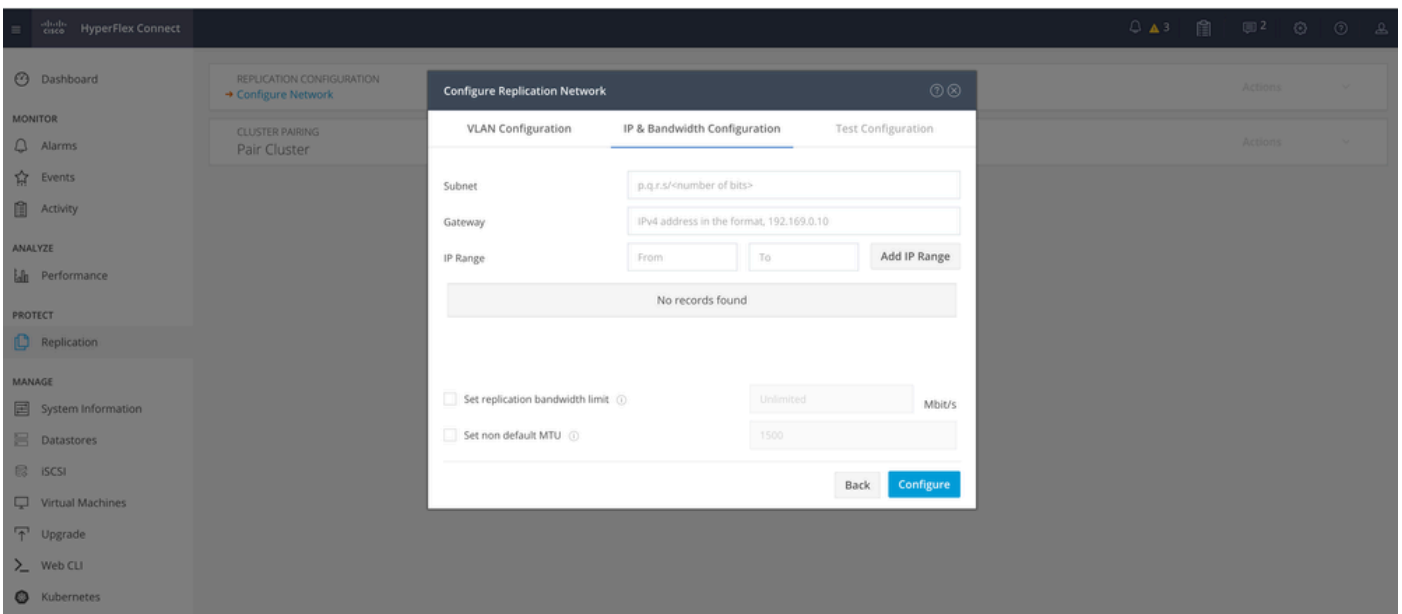 cisco HyperFlex Connect
3
2
Dashboard
MONITOR
Alarms
Events
Activity
ANALYZE
Performance
PROTECT
Replication
MANAGE
System Information
Datastores
iSCSI
Virtual Machines
Upgrade
Web CLI
Kubernetes
REPLICATION CONFIGURATION
Configure Network
Actions
CLUSTER PAIRING
Pair Cluster
Actions
Configure Replication Network
VLAN Configuration IP & Bandwidth Configuration Test Configuration
Subnet p.q.r.s/<number of bits>
Gateway IPv4 address in the format, 192.169.0.10
IP Range From To Add IP Range
No records found
Set replication bandwidth limit Unlimited Mbit/s
Set non default MTU 1500
Back Configure